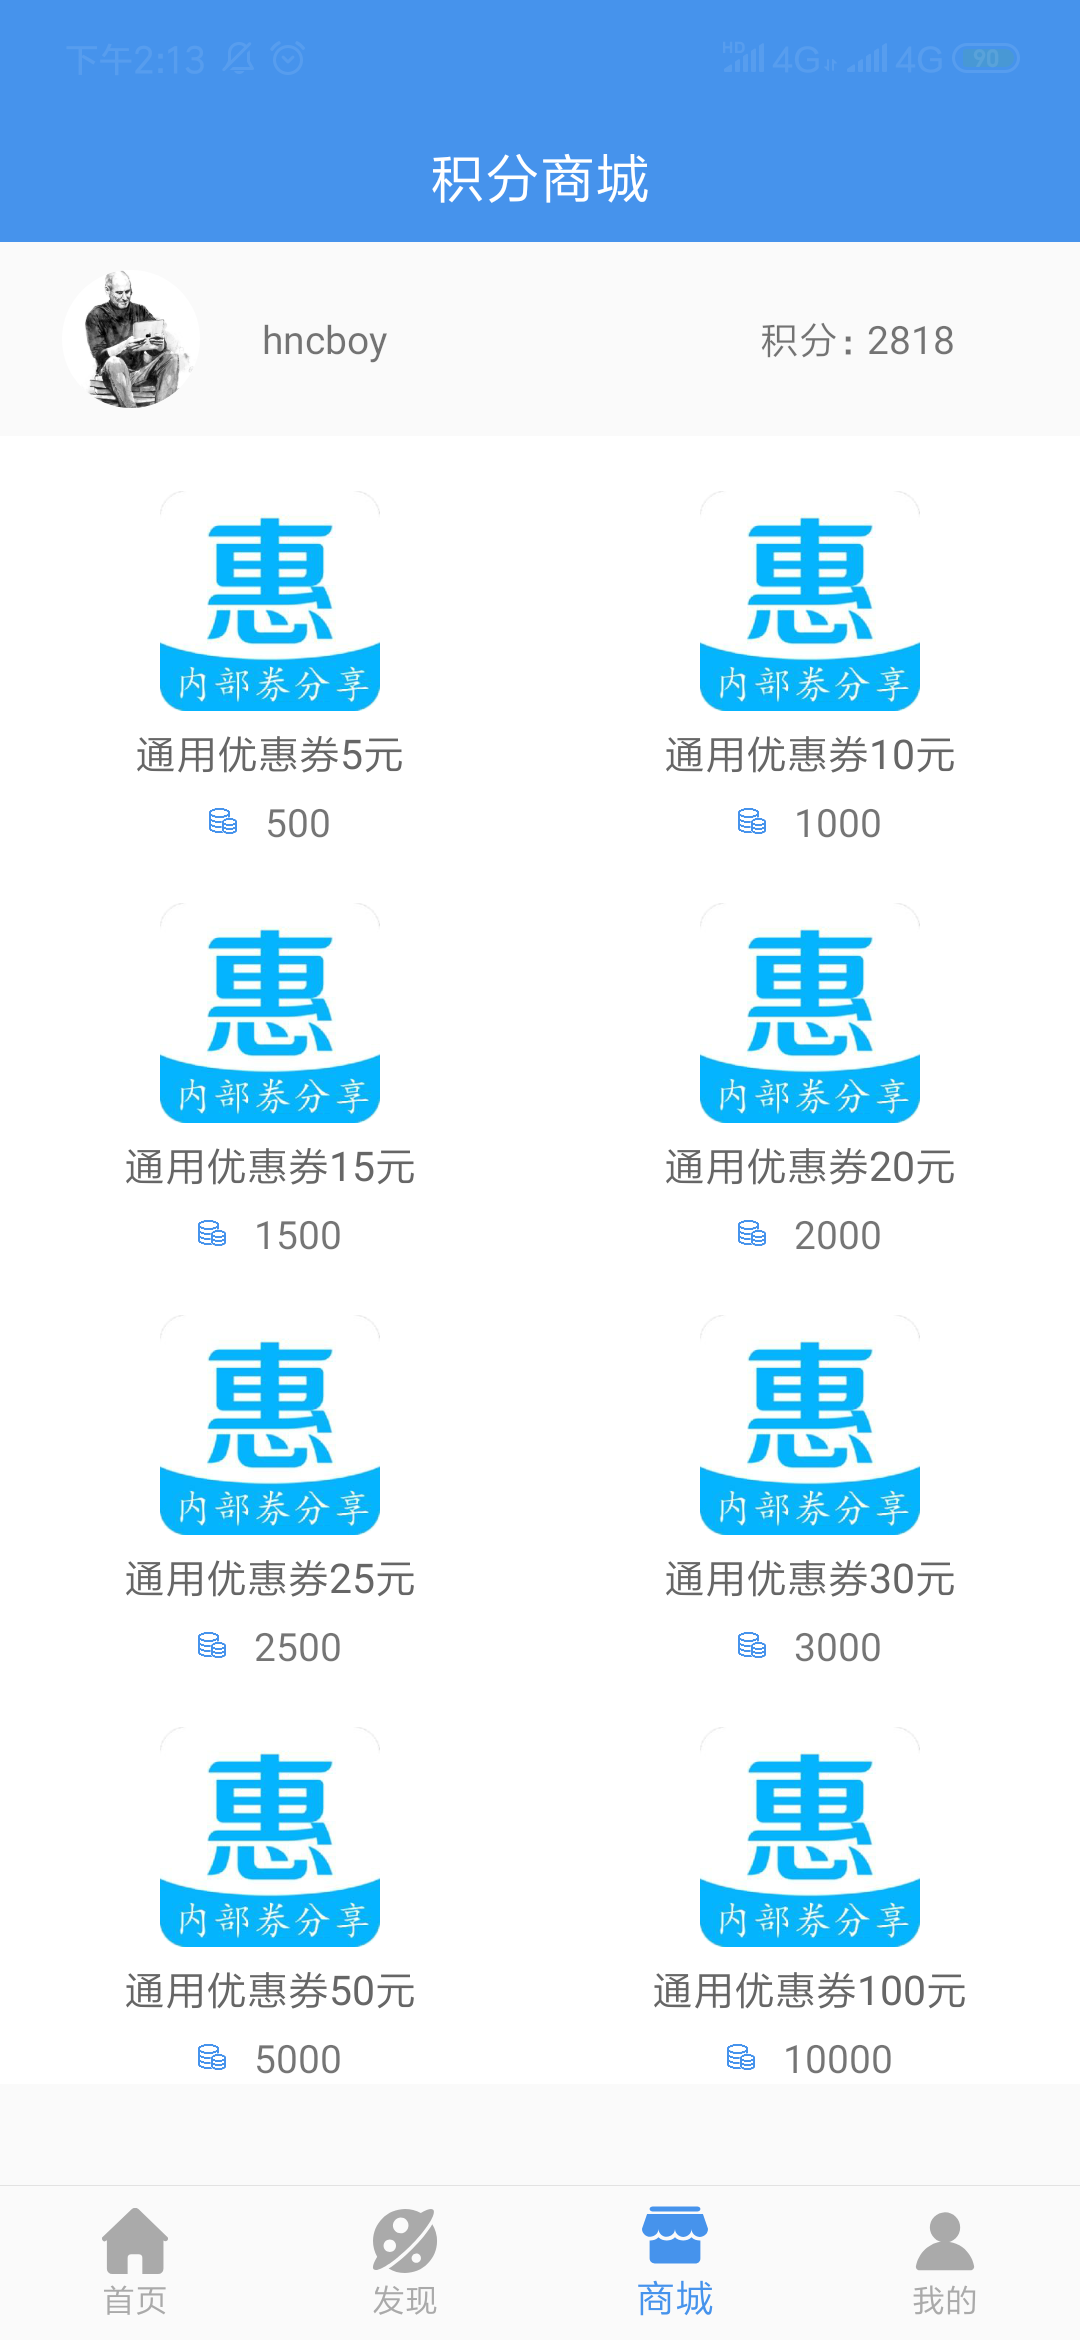 下午2:13 HD 4G 4G 90
积分商城
hncboy 积分：2818
惠 惠
内部券分享 内部券分享
通用优惠券5元 通用优惠券10元
500 1000
惠 惠
内部券分享 内部券分享
通用优惠券15元 通用优惠券20元
1500 2000
惠 惠
内部券分享 内部券分享
通用优惠券25元 通用优惠券30元
2500 3000
惠 惠
内部券分享 内部券分享
通用优惠券50元 通用优惠券100元
5000 10000
首页 发现 商城 我的